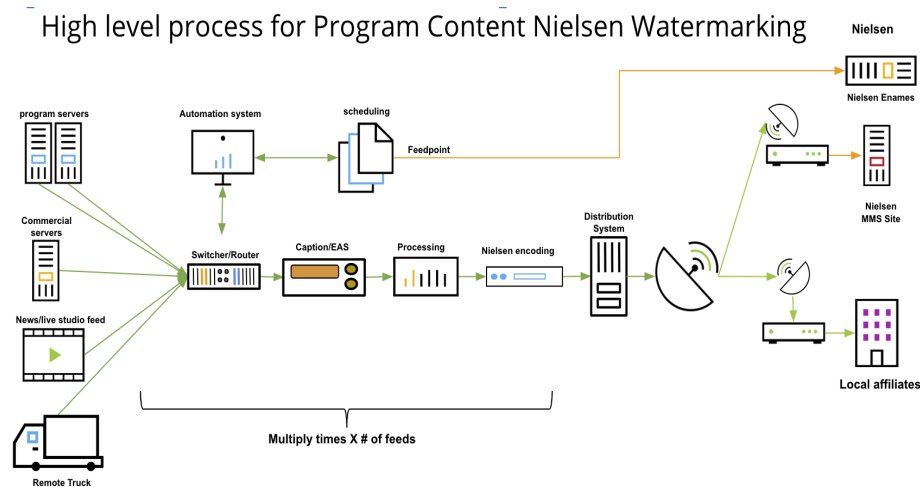 High level process for Program Content Nielsen Watermarking
Nielsen
Nielsen Enames
program servers
Automation system
scheduling
Feedpoint
Nielsen
MMS Site
Commercial
servers
Switcher/Router
Caption/EAS
Processing
Nielsen encoding
Distribution
System
News/live studio feed
Local affiliates
Multiply times X # of feeds
Remote Truck